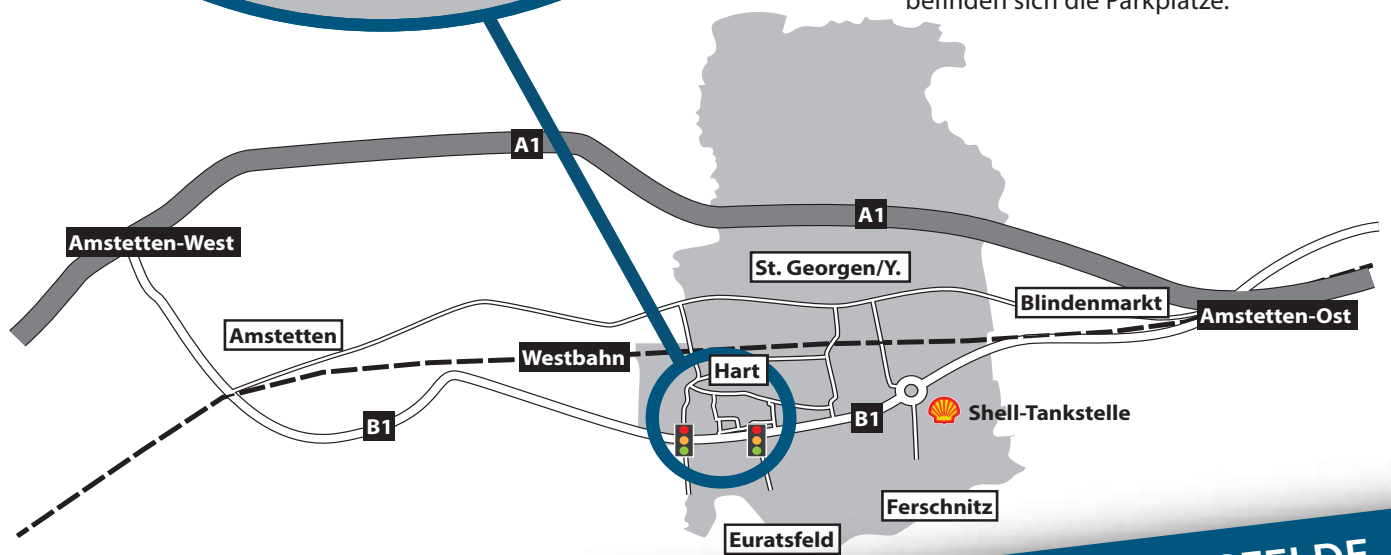 befinden sich die Parkplätze.
A1
A1
Amstetten-West
St. Georgen/Y.
Blindenmarkt
Amstetten-Ost
Amstetten
Westbahn
Hart
B1
B1
Shell-Tankstelle
Ferschnitz
Euratsfeld